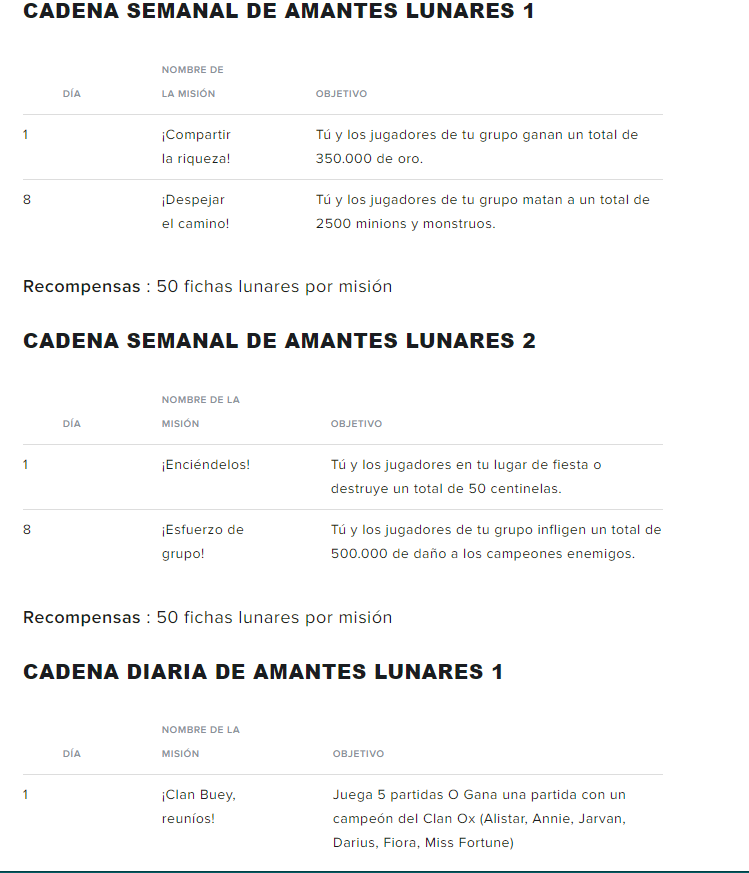 CADENA SEMANAL DE AMANTES LUNARES 1
NOMBRE DE
DÍA LA MISIÓN OBJETIVO
1 ¡Compartir Tú y los jugadores de tu grupo ganan un total de
la riqueza! 350.000 de oro.
8 ¡Despejar Tú y los jugadores de tu grupo matan a un total de
el camino! 2500 minions y monstruos.
Recompensas : 50 fichas lunares por misión
CADENA SEMANAL DE AMANTES LUNARES 2
NOMBRE DE LA
DÍA MISIÓN OBJETIVO
1 ¡Enciéndelos! Tú y los jugadores en tu lugar de fiesta o
destruye un total de 50 centinelas.
8 ¡Esfuerzo de Tú y los jugadores de tu grupo infligen un total de
grupo! 500.000 de daño a los campeones enemigos.
Recompensas : 50 fichas lunares por misión
CADENA DIARIA DE AMANTES LUNARES 1
NOMBRE DE LA
DÍA MISIÓN OBJETIVO
1 ¡Clan Buey, Juega 5 partidas O Gana una partida con un
reuníos! campeón del Clan Ox (Alistar, Annie, Jarvan,
Darius, Fiora, Miss Fortune)